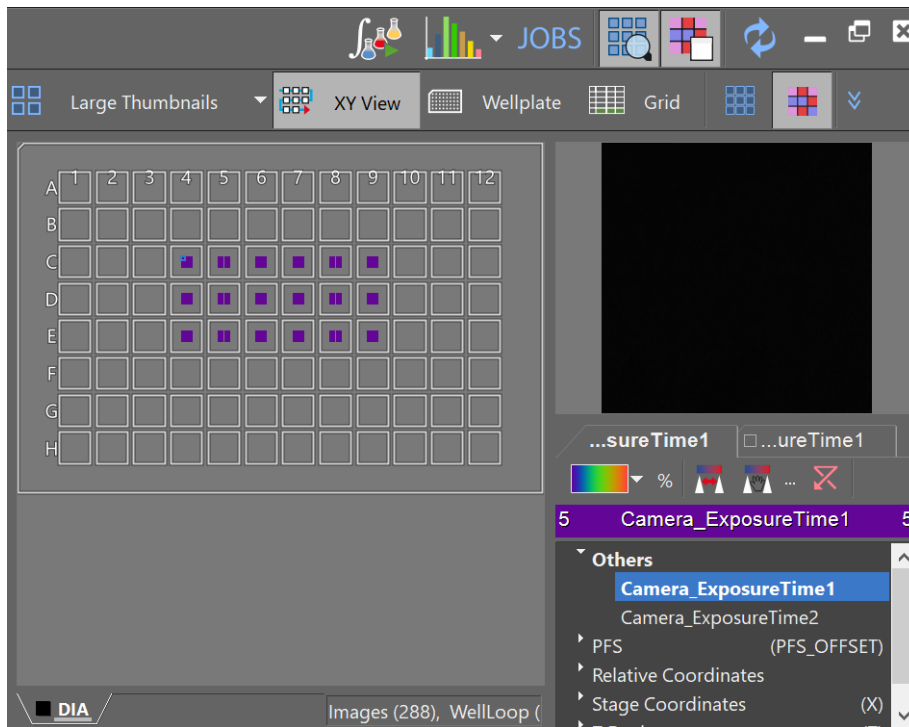 JOBS
Large Thumbnails XY View Wellplate Grid
1 2 3 4 5 6 7 8 9 10 11 12
A
B
C
D
E
F
G
H
...sureTime1 ...ureTime1
% ...
5 Camera_ExposureTime1 5
Others
Camera_ExposureTime1
Camera_ExposureTime2
PFS (PFS_OFFSET)
Relative Coordinates
Stage Coordinates (X)
DIA Images (288), WellLoop (